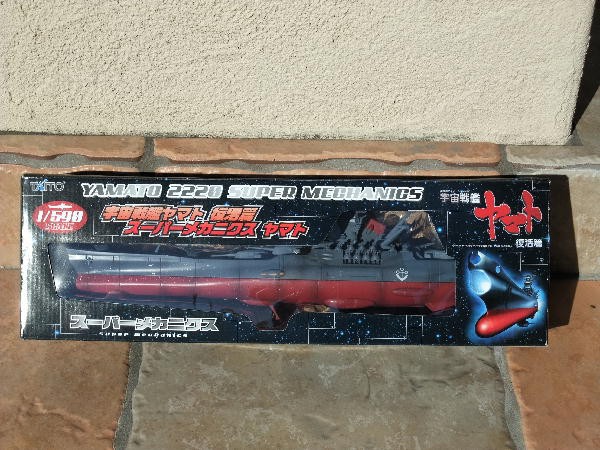 TAITO
YAMATO 2220 SUPER MECHANICS
1/590
宇宙戦艦ヤマト 復活篇
スーパーメカニクス ヤマト
宇宙戦艦
ヤマト
復活篇
スーパーメカニクス
super mechanics